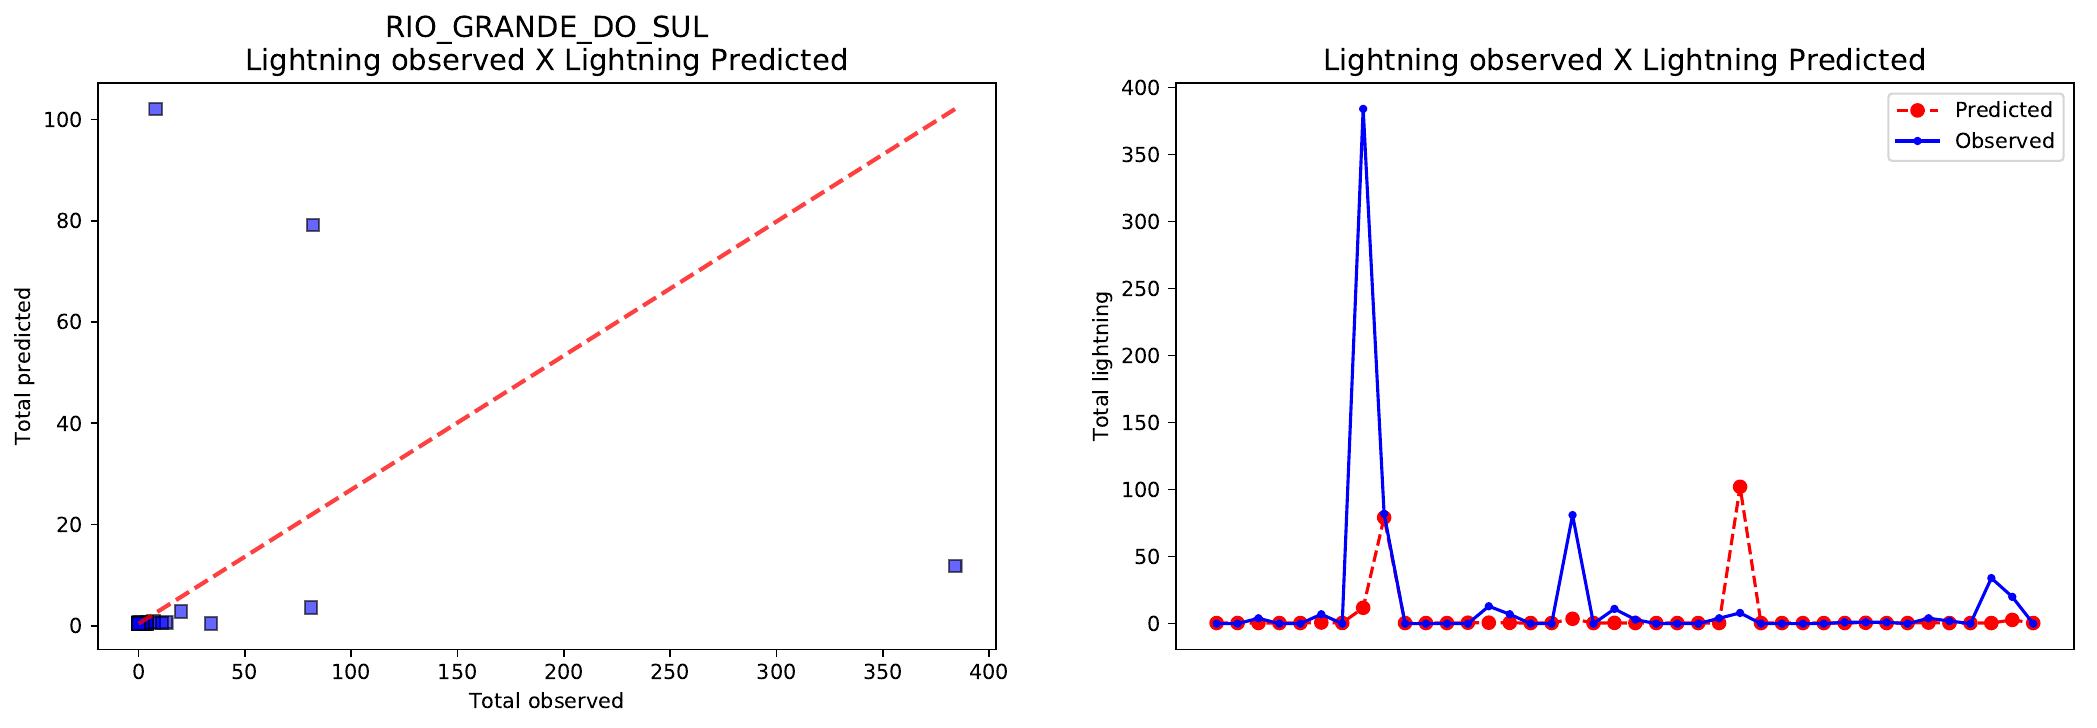 RIO_GRANDE_DO_SUL
Lightning observed X Lightning Predicted
Total predicted
100
80
60
40
20
0
0 50 100 150 200 250 300 350 400
Total observed
Lightning observed X Lightning Predicted
Total lightning
400
350
300
250
200
150
100
50
0
Predicted
Observed